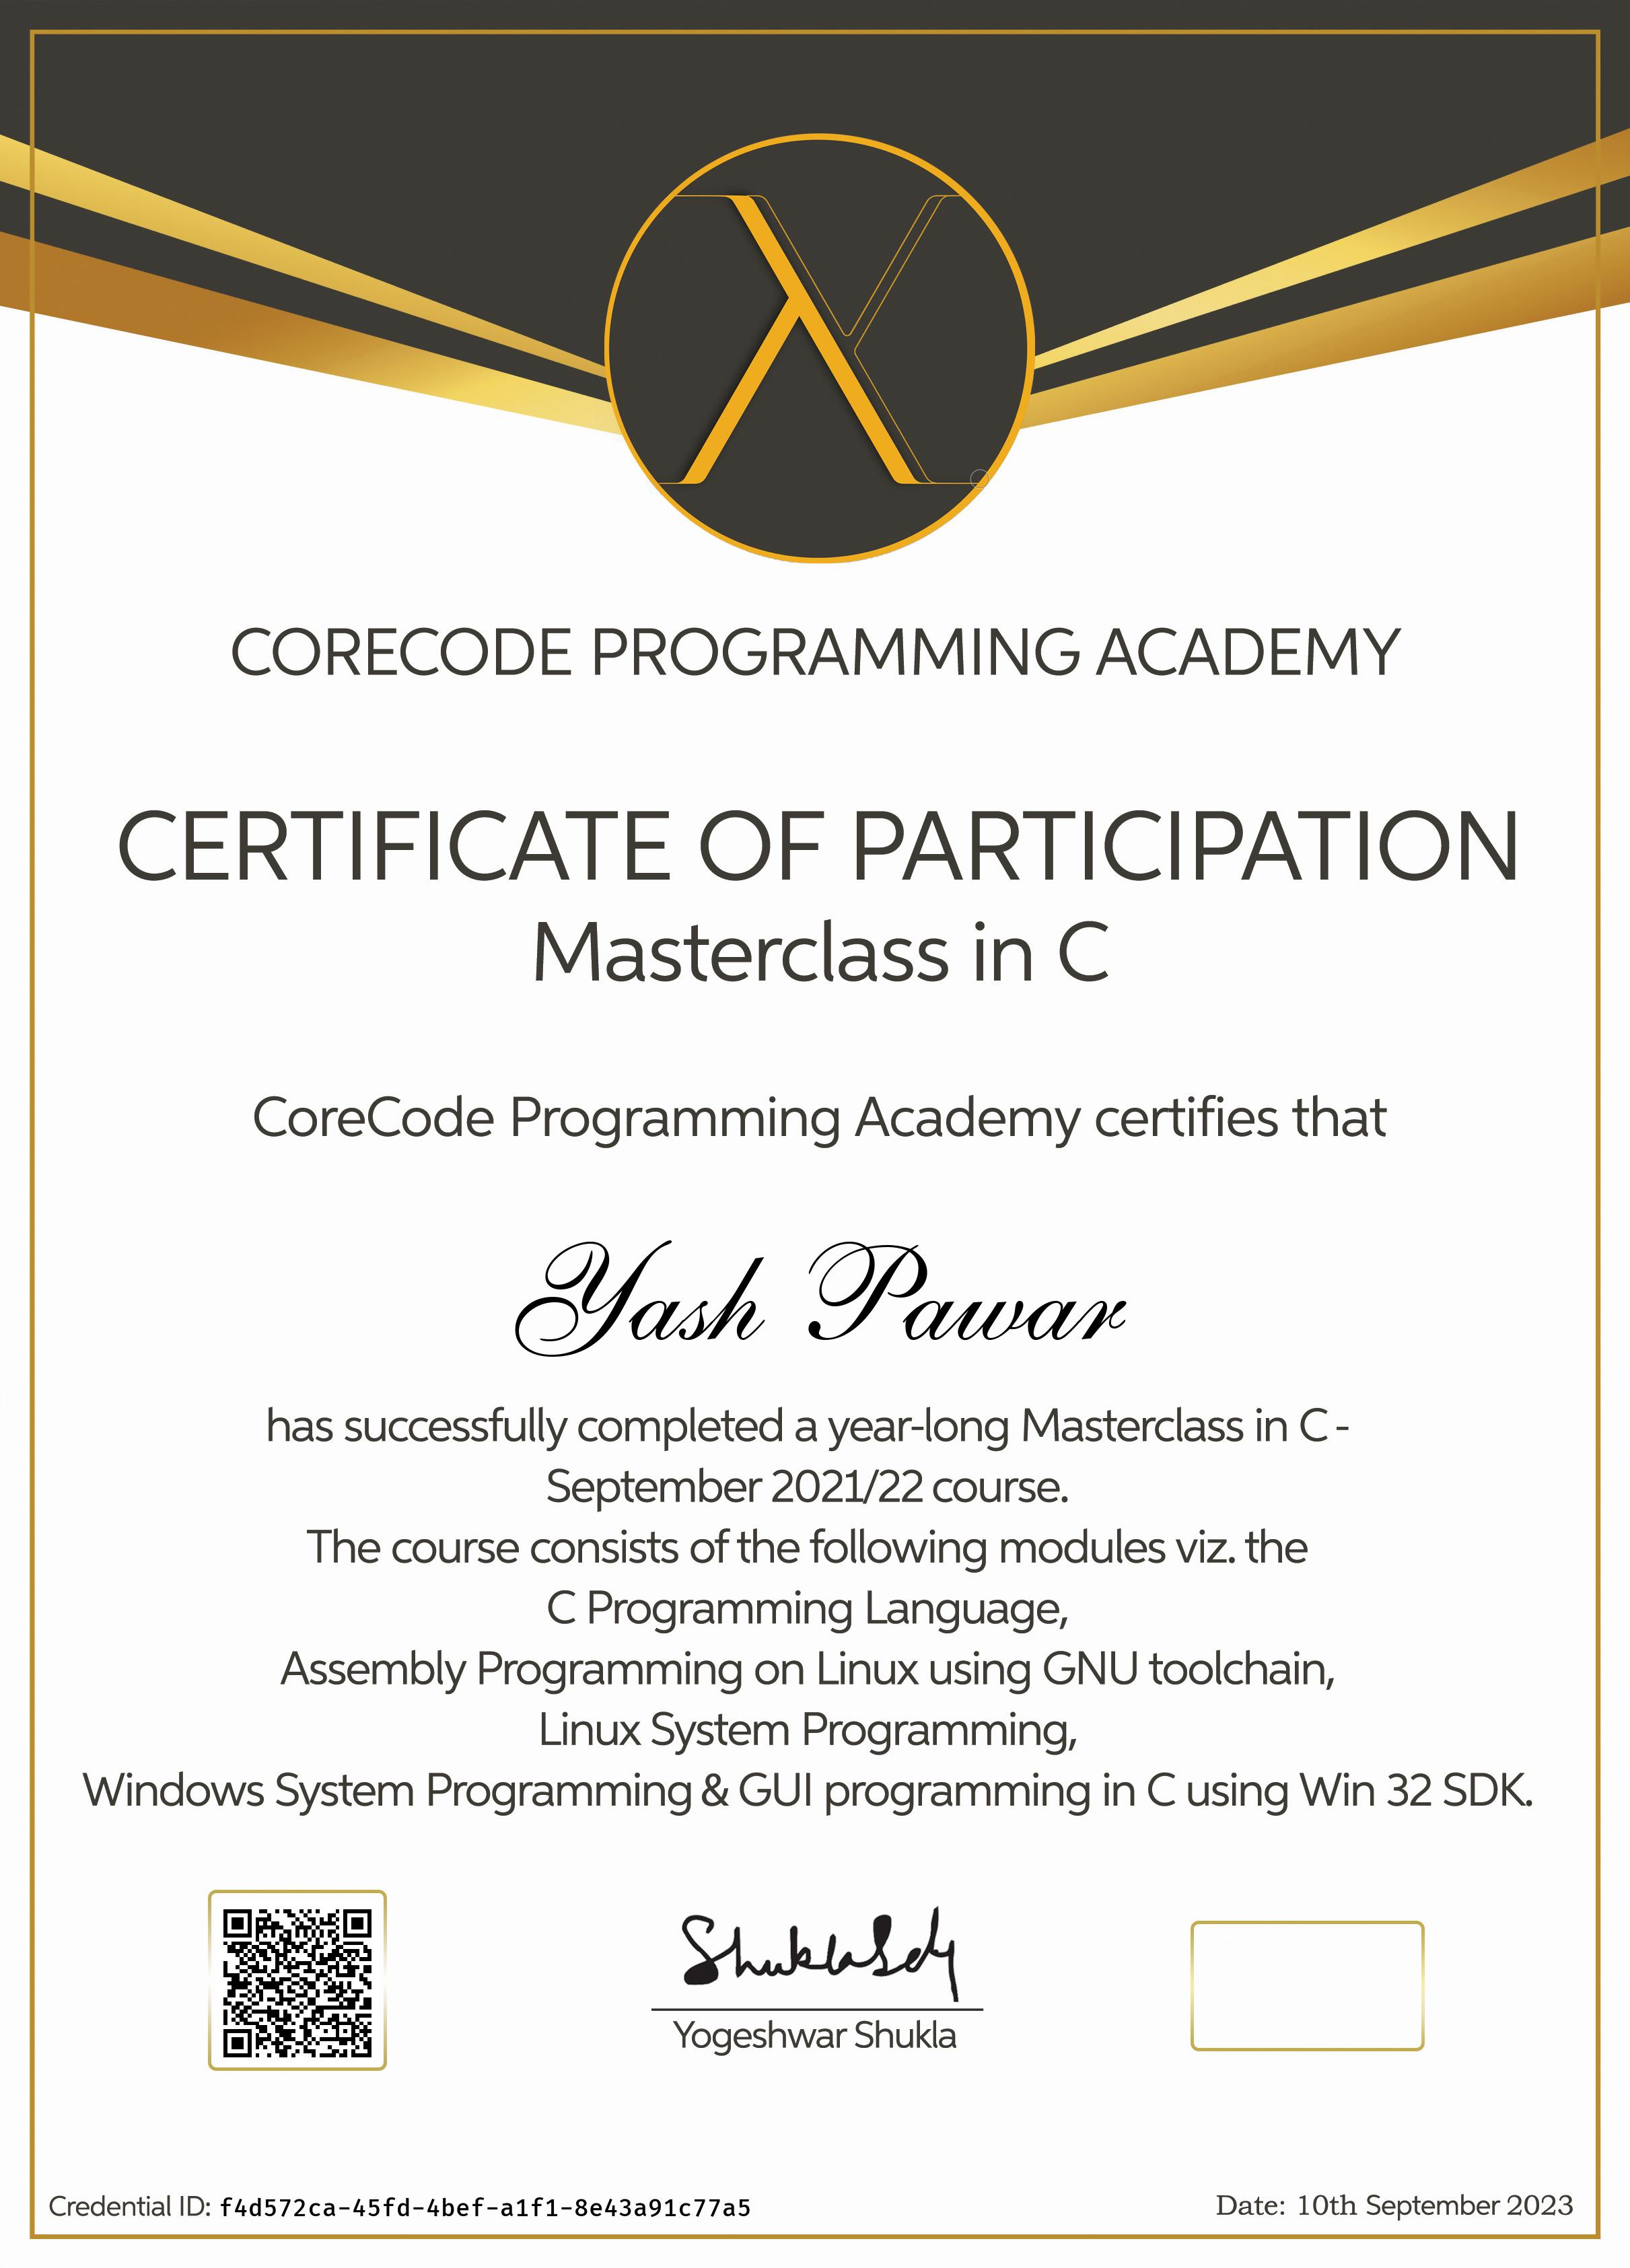 CORECODE PROGRAMMING ACADEMY
CERTIFICATE OF PARTICIPATION
Masterclass in C
CoreCode Programming Academy certifies that
Yash Pawar
has successfully completed a year-long Masterclass in C -
September 2021/22 course.
The course consists of the following modules viz. the
C Programming Language,
Assembly Programming on Linux using GNU toolchain,
Linux System Programming,
Windows System Programming & GUI programming in C using Win 32 SDK.
Yogeshwar Shukla
Credential ID: f4d572ca-45fd-4bef-a1f1-8e43a91c77a5
Date: 10th September 2023